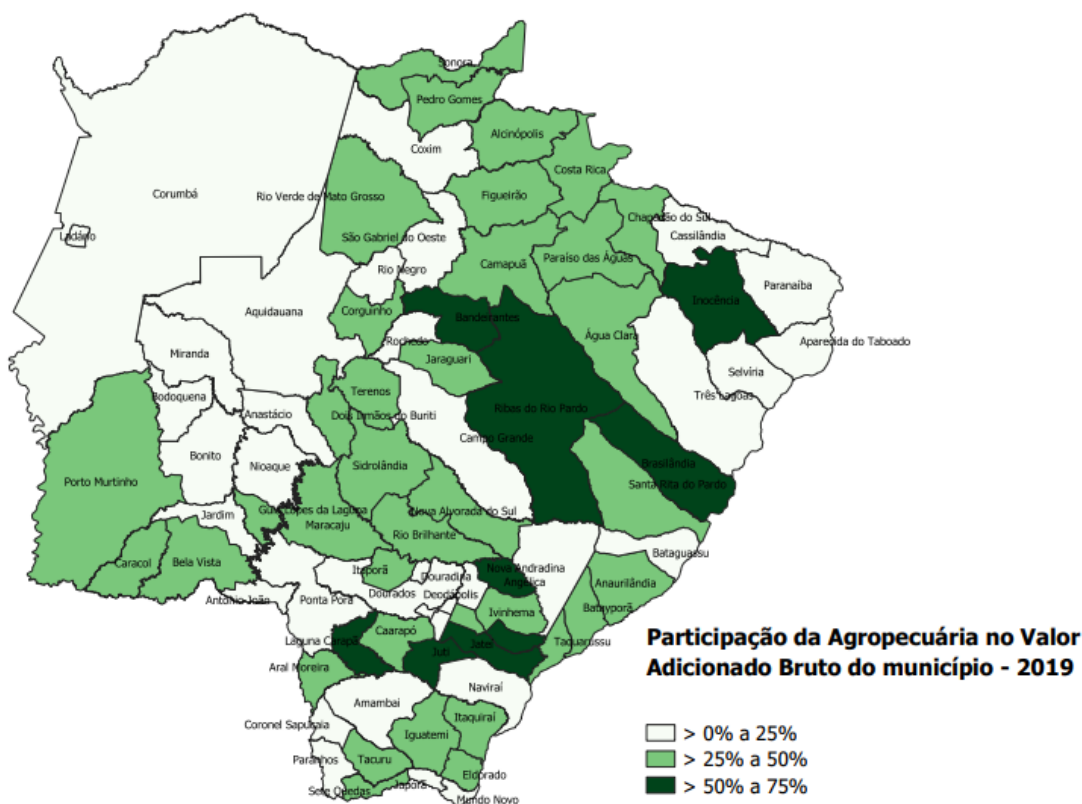 Sonora
Pedro Gomes
Alcinópolis
Coxim
Costa Rica
Corumbá
Rio Verde de Mato Grosso
Figueirão
Chapadão do Sul
Cassilândia
Ladário
São Gabriel do Oeste
Camapuã
Paraíso das Águas
Rio Negro
Paranaíba
Inocência
Aquidauana
Corguinho
Bandeirantes
Água Clara
Rochedo
Aparecida do Taboado
Miranda
Jaraguari
Selvíria
Terenos
Três Lagoas
Bodoquena
Anastácio
Dois Irmãos do Buriti
Ribas do Rio Pardo
Campo Grande
Bonito
Nioaque
Sidrolândia
Brasilândia
Porto Murtinho
Santa Rita do Pardo
Jardim
Guia Lopes da Laguna
Nova Alvorada do Sul
Maracaju
Rio Brilhante
Bataguassu
Caracol
Bela Vista
Itaporã
Douradina
Nova Andradina
Angélica
Anaurilândia
Antônio João
Ponta Porã
Dourados
Deodápolis
Ivinhema
Batayporã
Laguna Carapã
Caarapó
Juti
Jateí
Taquarussu
Aral Moreira
Naviraí
Amambai
Coronel Sapucaia
Itaquiraí
Iguatemi
Paranhos
Tacuru
Eldorado
Sete Quedas
Japorã
Mundo Novo
Participação da Agropecuária no Valor
Adicionado Bruto do município - 2019
> 0% a 25%
> 25% a 50%
> 50% a 75%